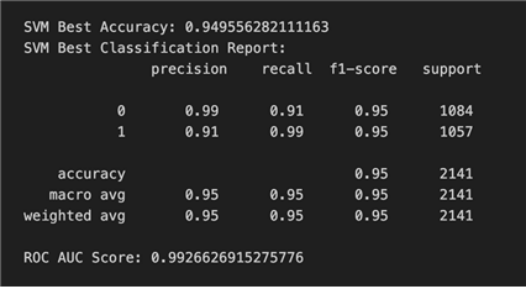 SVM Best Accuracy: 0.949556282111163
SVM Best Classification Report:
precision recall f1-score support
0 0.99 0.91 0.95 1084
1 0.91 0.99 0.95 1057
accuracy 0.95 2141
macro avg 0.95 0.95 0.95 2141
weighted avg 0.95 0.95 0.95 2141
ROC AUC Score: 0.9926626915275776